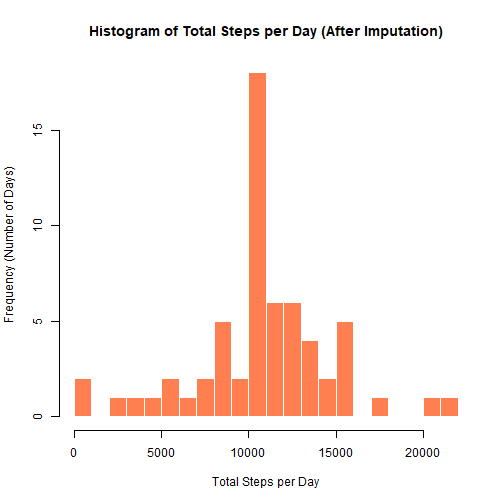 Histogram of Total Steps per Day (After Imputation)
Frequency (Number of Days)
15
10
5
0
0 5000 10000 15000 20000
Total Steps per Day